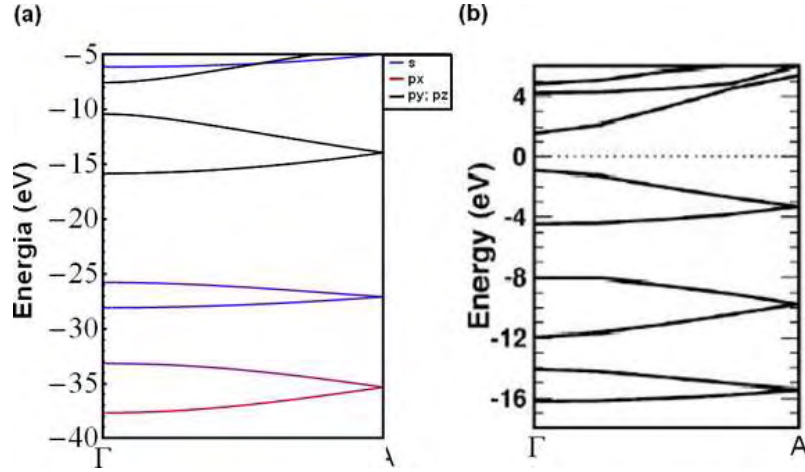 (a)
−5
−10
−15
−20
−25
−30
−35
−40
Energia (eV)
Γ
A
s
px
py; pz
(b)
4
0
-4
-8
-12
-16
Energy (eV)
Γ
A